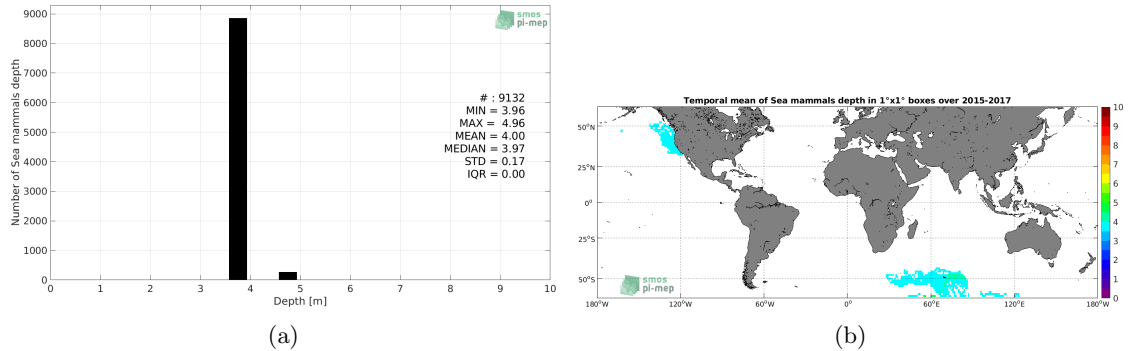 9000
8000
7000
6000
5000
4000
3000
2000
1000
0
Number of Sea mammals depth
0 1 2 3 4 5 6 7 8 9 10
Depth [m]
smos
pi-mep
# : 9132
MIN = 3.96
MAX = 4.96
MEAN = 4.00
MEDIAN = 3.97
STD = 0.17
IQR = 0.00
(a)
Temporal mean of Sea mammals depth in 1°x1° boxes over 2015-2017
50°N
25°N
0°
25°S
50°S
180°W 120°W 60°W 0° 60°E 120°E 180°W
smos
pi-mep
10
9
8
7
6
5
4
3
2
1
0
(b)